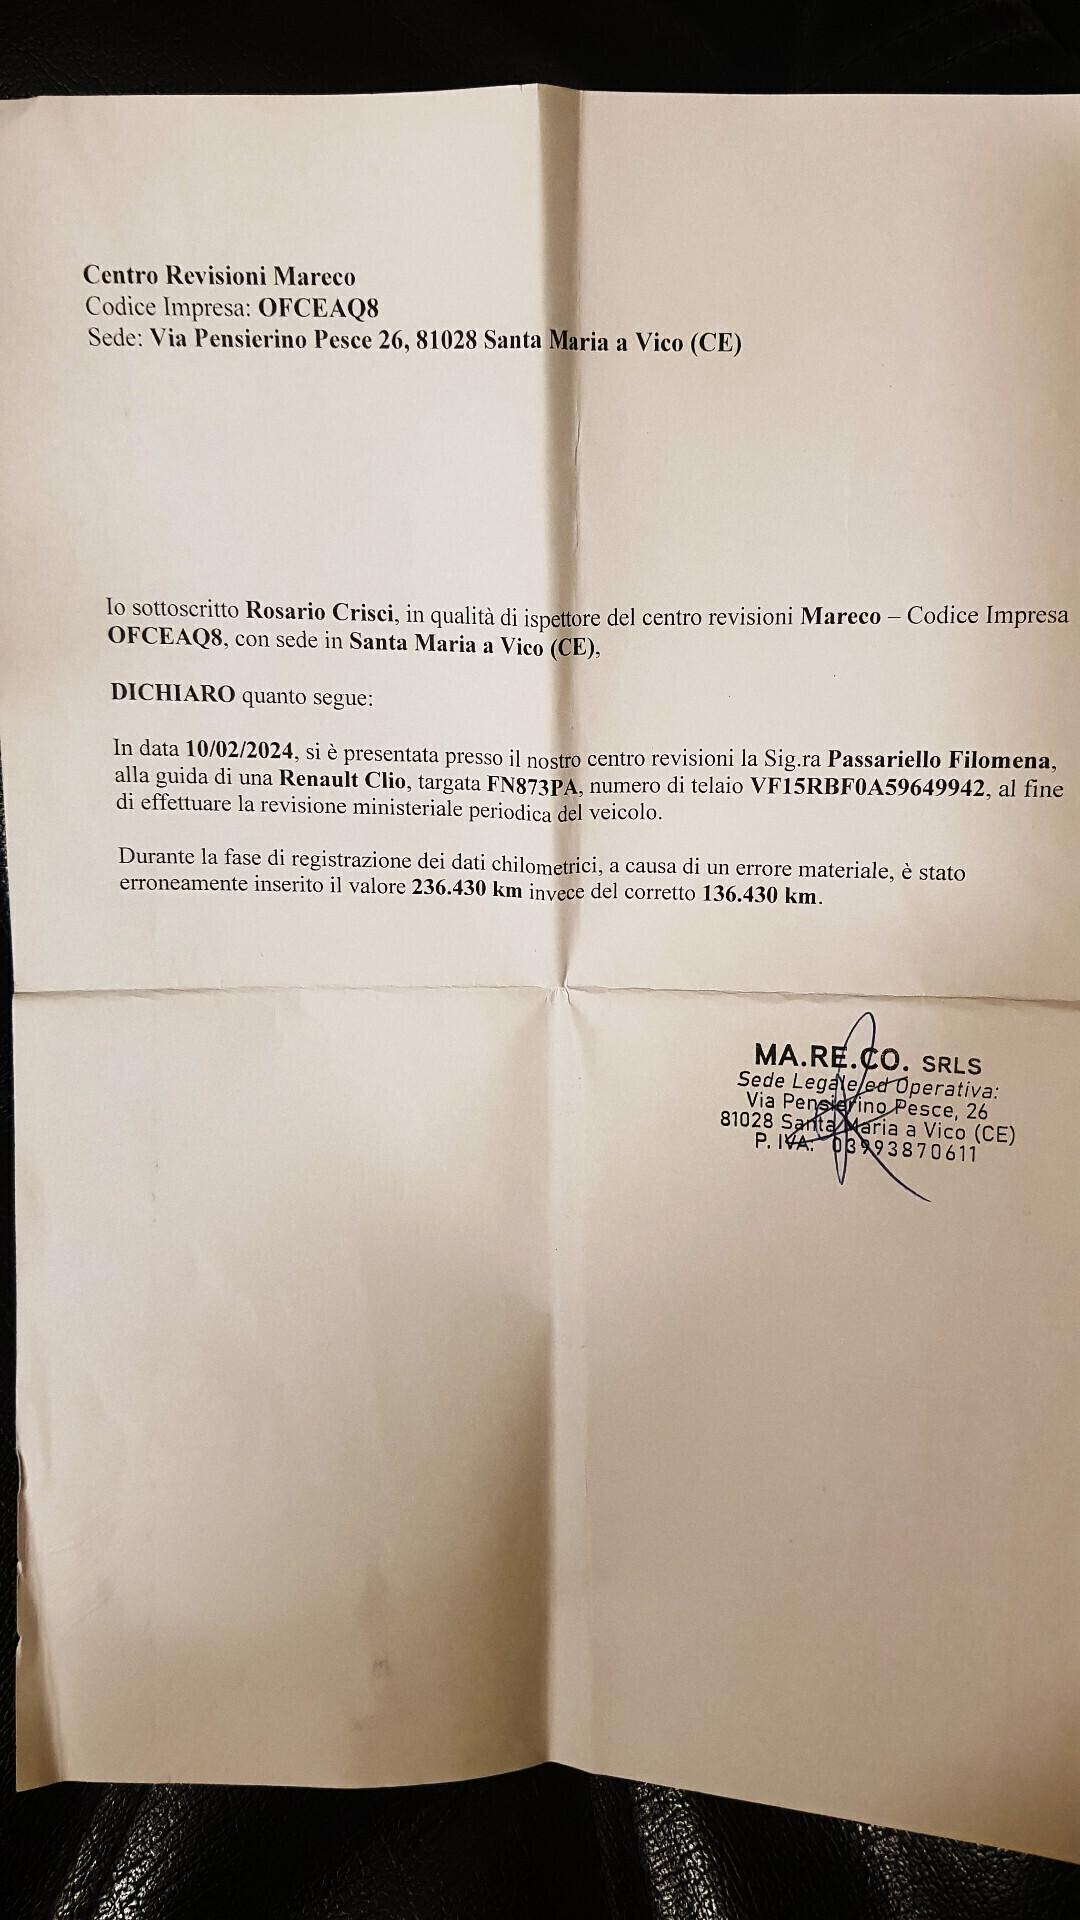 Centro Revisioni Mareco
Codice Impresa: OFCEAQ8
Sede: Via Pensierino Pesce 26, 81028 Santa Maria a Vico (CE)
Io sottoscritto Rosario Crisci, in qualità di ispettore del centro revisioni Mareco – Codice Impresa
OFCEAQ8, con sede in Santa Maria a Vico (CE),
DICHIARO quanto segue:
In data 10/02/2024, si è presentata presso il nostro centro revisioni la Sig.ra Passariello Filomena,
alla guida di una Renault Clio, targata FN873PA, numero di telaio VF15RBF0A59649942, al fine
di effettuare la revisione ministeriale periodica del veicolo.
Durante la fase di registrazione dei dati chilometrici, a causa di un errore materiale, è stato
erroneamente inserito il valore 236.430 km invece del corretto 136.430 km.
MA.RE.CO. SRLS
Sede Legale ed Operativa:
Via Pensierino Pesce, 26
81028 Santa Maria a Vico (CE)
P. IVA: 03993870611